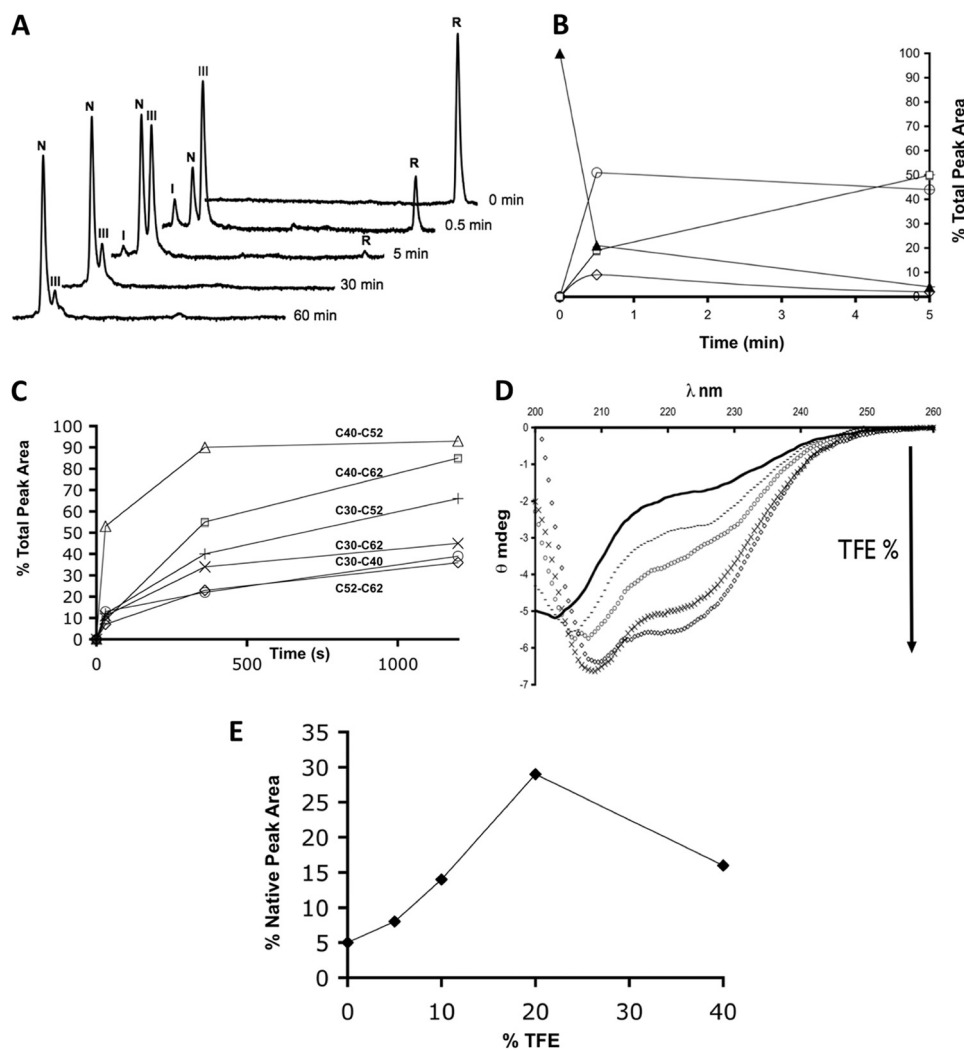 A
R
III
N
N
III
N
I
N
III
R
0 min
III
I
R
0.5 min
5 min
30 min
60 min
B
100
90
80
70
60
50
40
30
20
10
0
% Total Peak Area
0 1 2 3 4 5
Time (min)
C
100
90
80
70
60
50
40
30
20
10
0
% Total Peak Area
C40-C52
C40-C62
C30-C52
C30-C62
C30-C40
C52-C62
Time (s)
0 500 1000
D
λ nm
200 210 220 230 240 250 260
0
-1
-2
-3
-4
-5
-6
-7
θ mdeg
TFE %
E
35
30
25
20
15
10
5
0
% Native Peak Area
0 10 20 30 40
% TFE